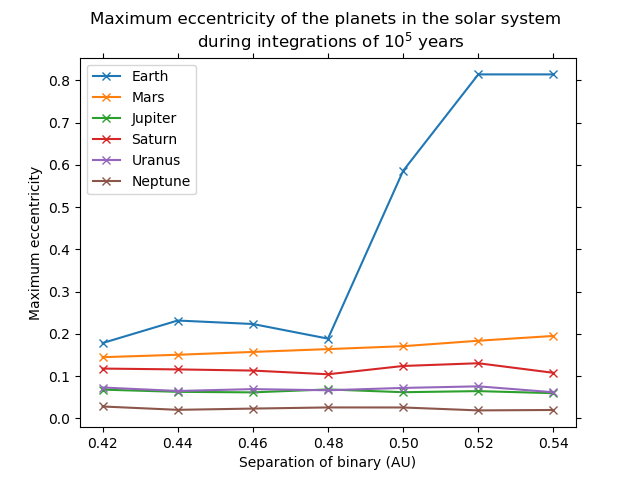 Maximum eccentricity of the planets in the solar system
during integrations of 10⁵ years
Earth
Mars
Jupiter
Saturn
Uranus
Neptune
Maximum eccentricity
0.8
0.7
0.6
0.5
0.4
0.3
0.2
0.1
0.0
0.42 0.44 0.46 0.48 0.50 0.52 0.54
Separation of binary (AU)